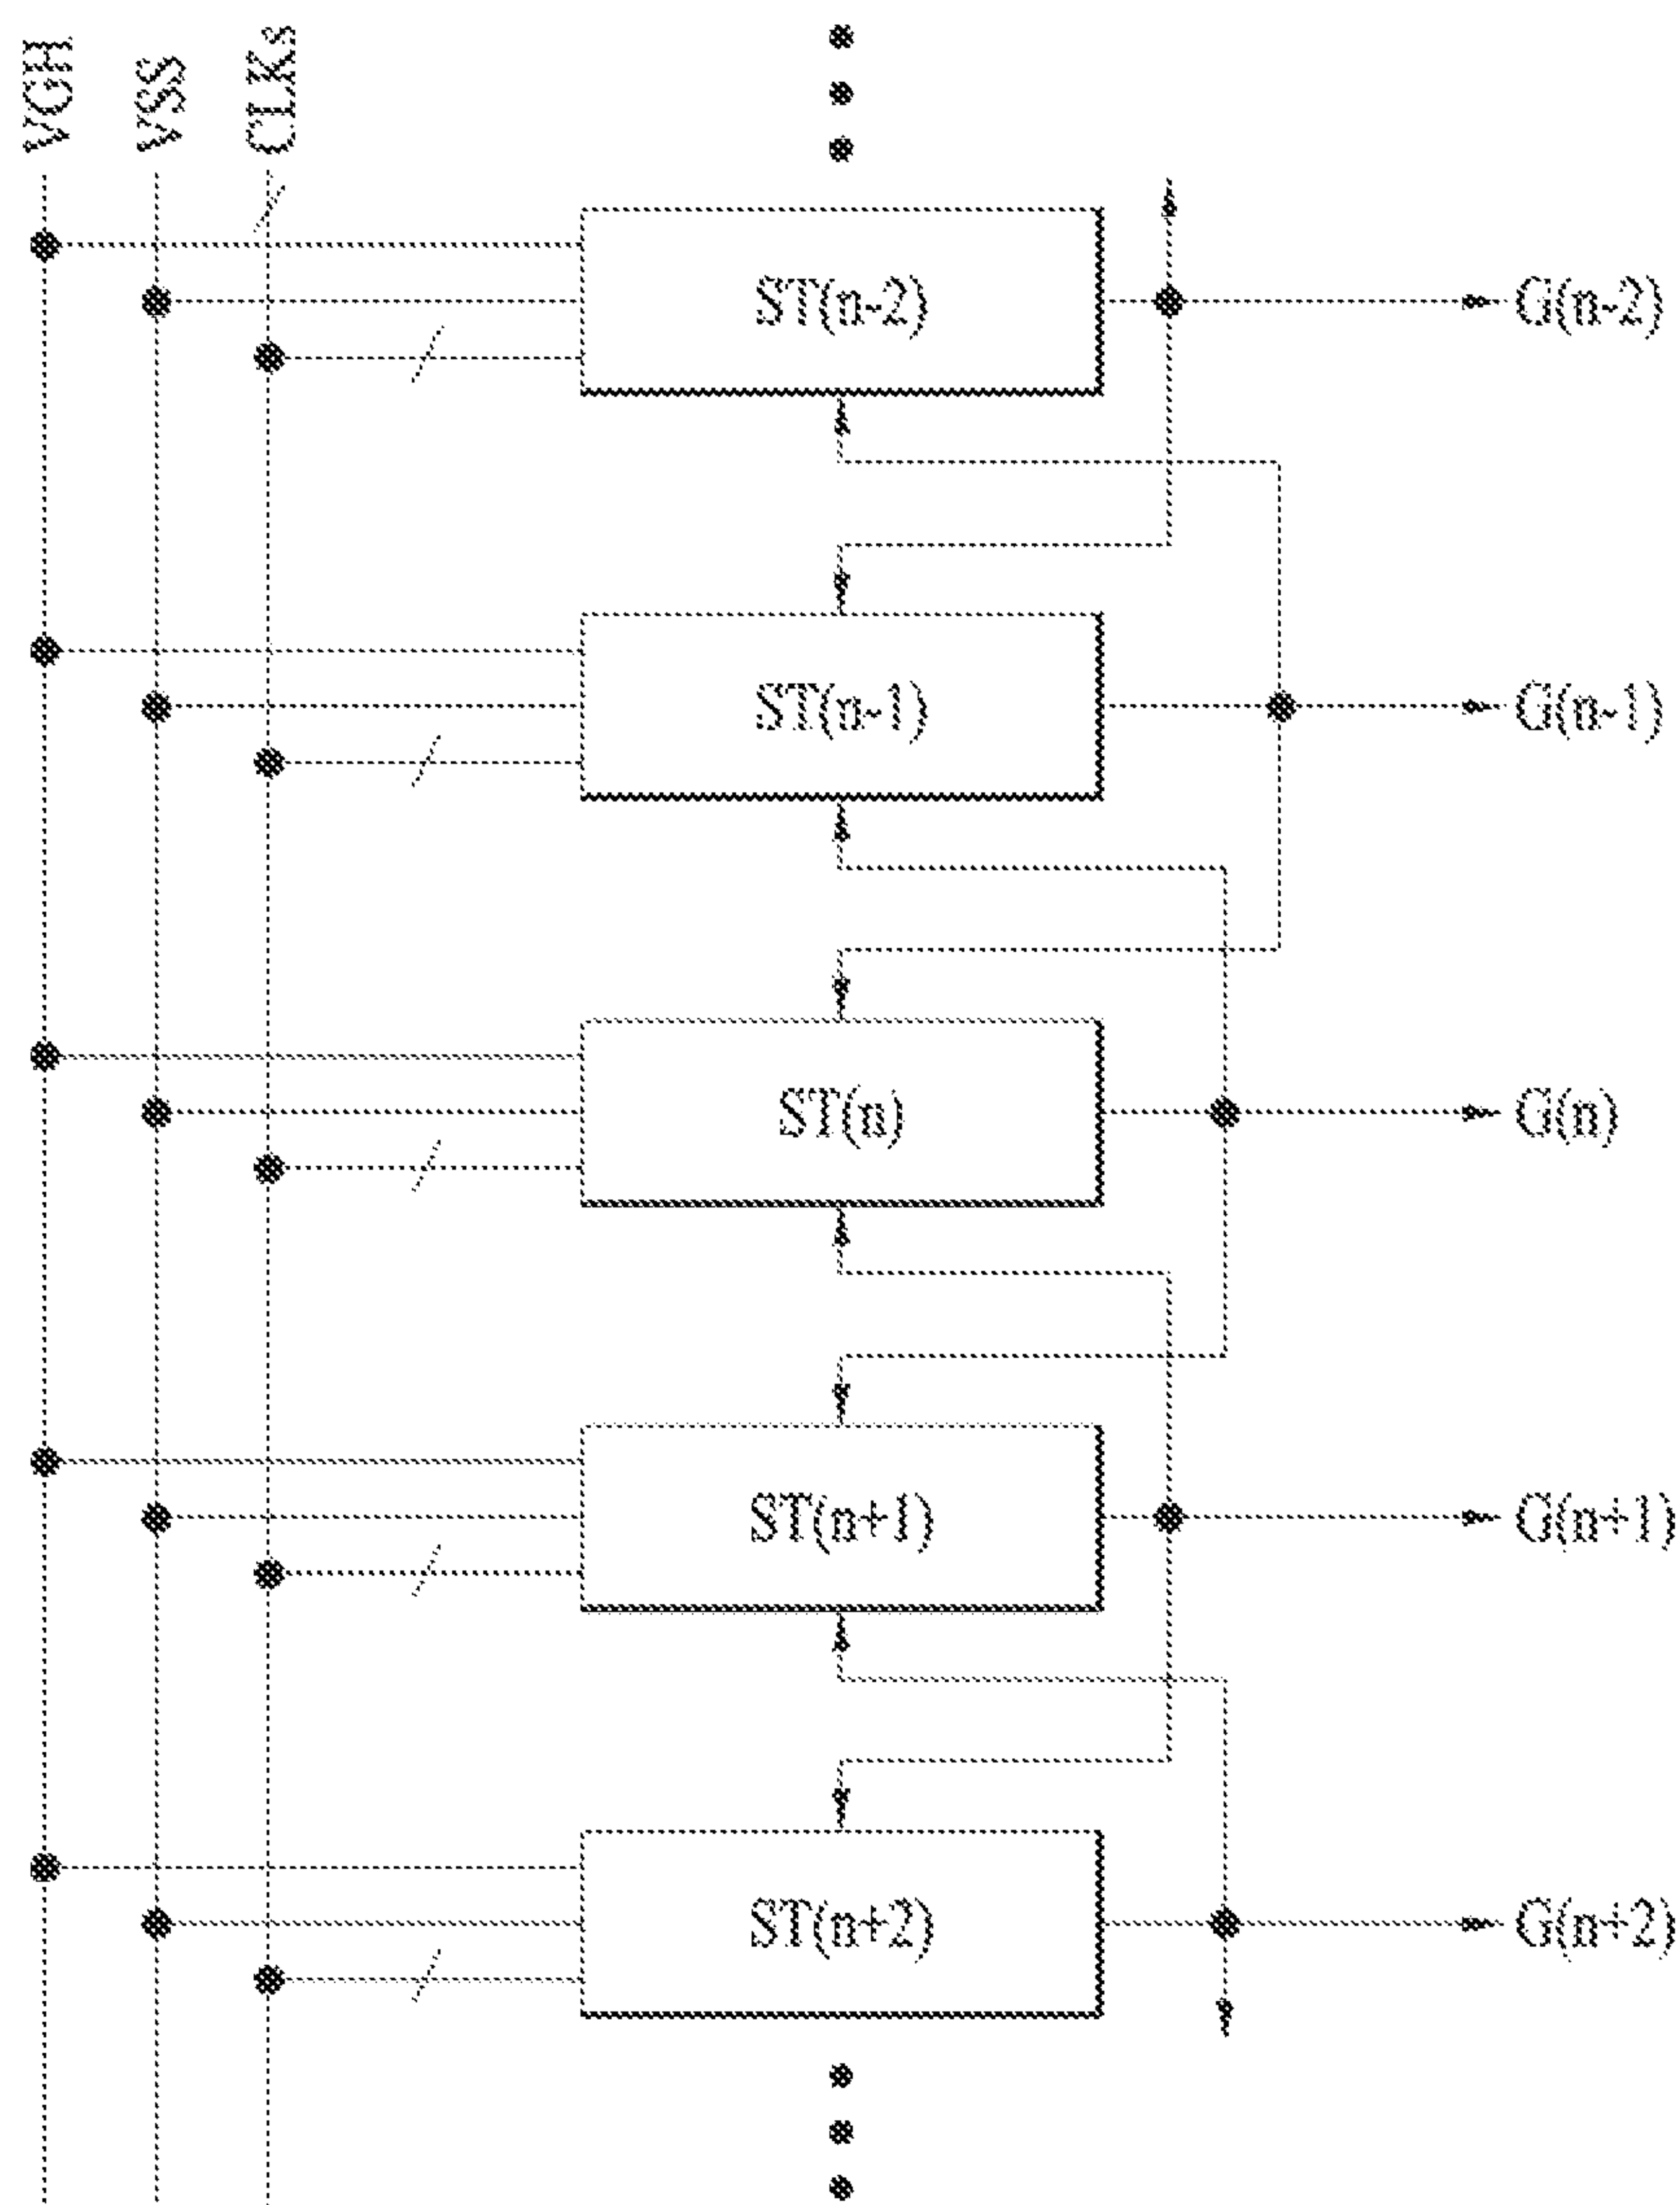 VGH
VSS
CLKs
ST(n-2)
G(n-2)
ST(n-1)
G(n-1)
ST(n)
G(n)
ST(n+1)
G(n+1)
ST(n+2)
G(n+2)